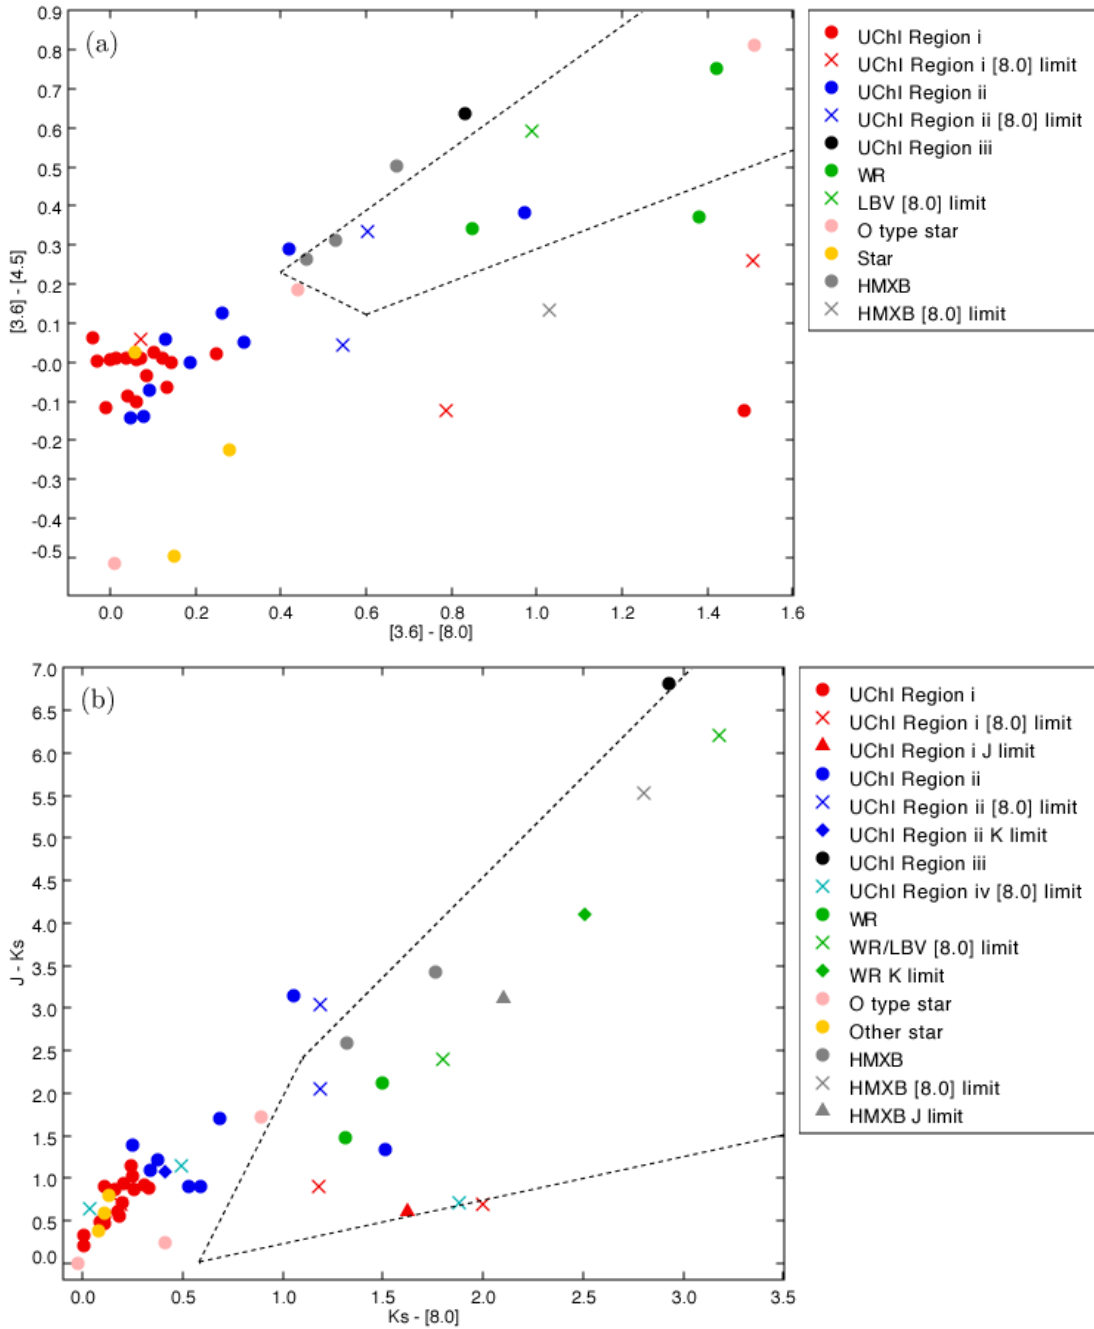 (a)
0.9
0.8
0.7
0.6
0.5
0.4
0.3
0.2
0.1
-0.0
-0.1
-0.2
-0.3
-0.4
-0.5
[3.6] - [4.5]
0.0 0.2 0.4 0.6 0.8 1.0 1.2 1.4 1.6
[3.6] - [8.0]
UChI Region i
UChI Region i [8.0] limit
UChI Region ii
UChI Region ii [8.0] limit
UChI Region iii
WR
LBV [8.0] limit
O type star
Star
HMXB
HMXB [8.0] limit
(b)
7.0
6.5
6.0
5.5
5.0
4.5
4.0
3.5
3.0
2.5
2.0
1.5
1.0
0.5
0.0
J - Ks
0.0 0.5 1.0 1.5 2.0 2.5 3.0 3.5
Ks - [8.0]
UChI Region i
UChI Region i [8.0] limit
UChI Region i J limit
UChI Region ii
UChI Region ii [8.0] limit
UChI Region ii K limit
UChI Region iii
UChI Region iv [8.0] limit
WR
WR/LBV [8.0] limit
WR K limit
O type star
Other star
HMXB
HMXB [8.0] limit
HMXB J limit